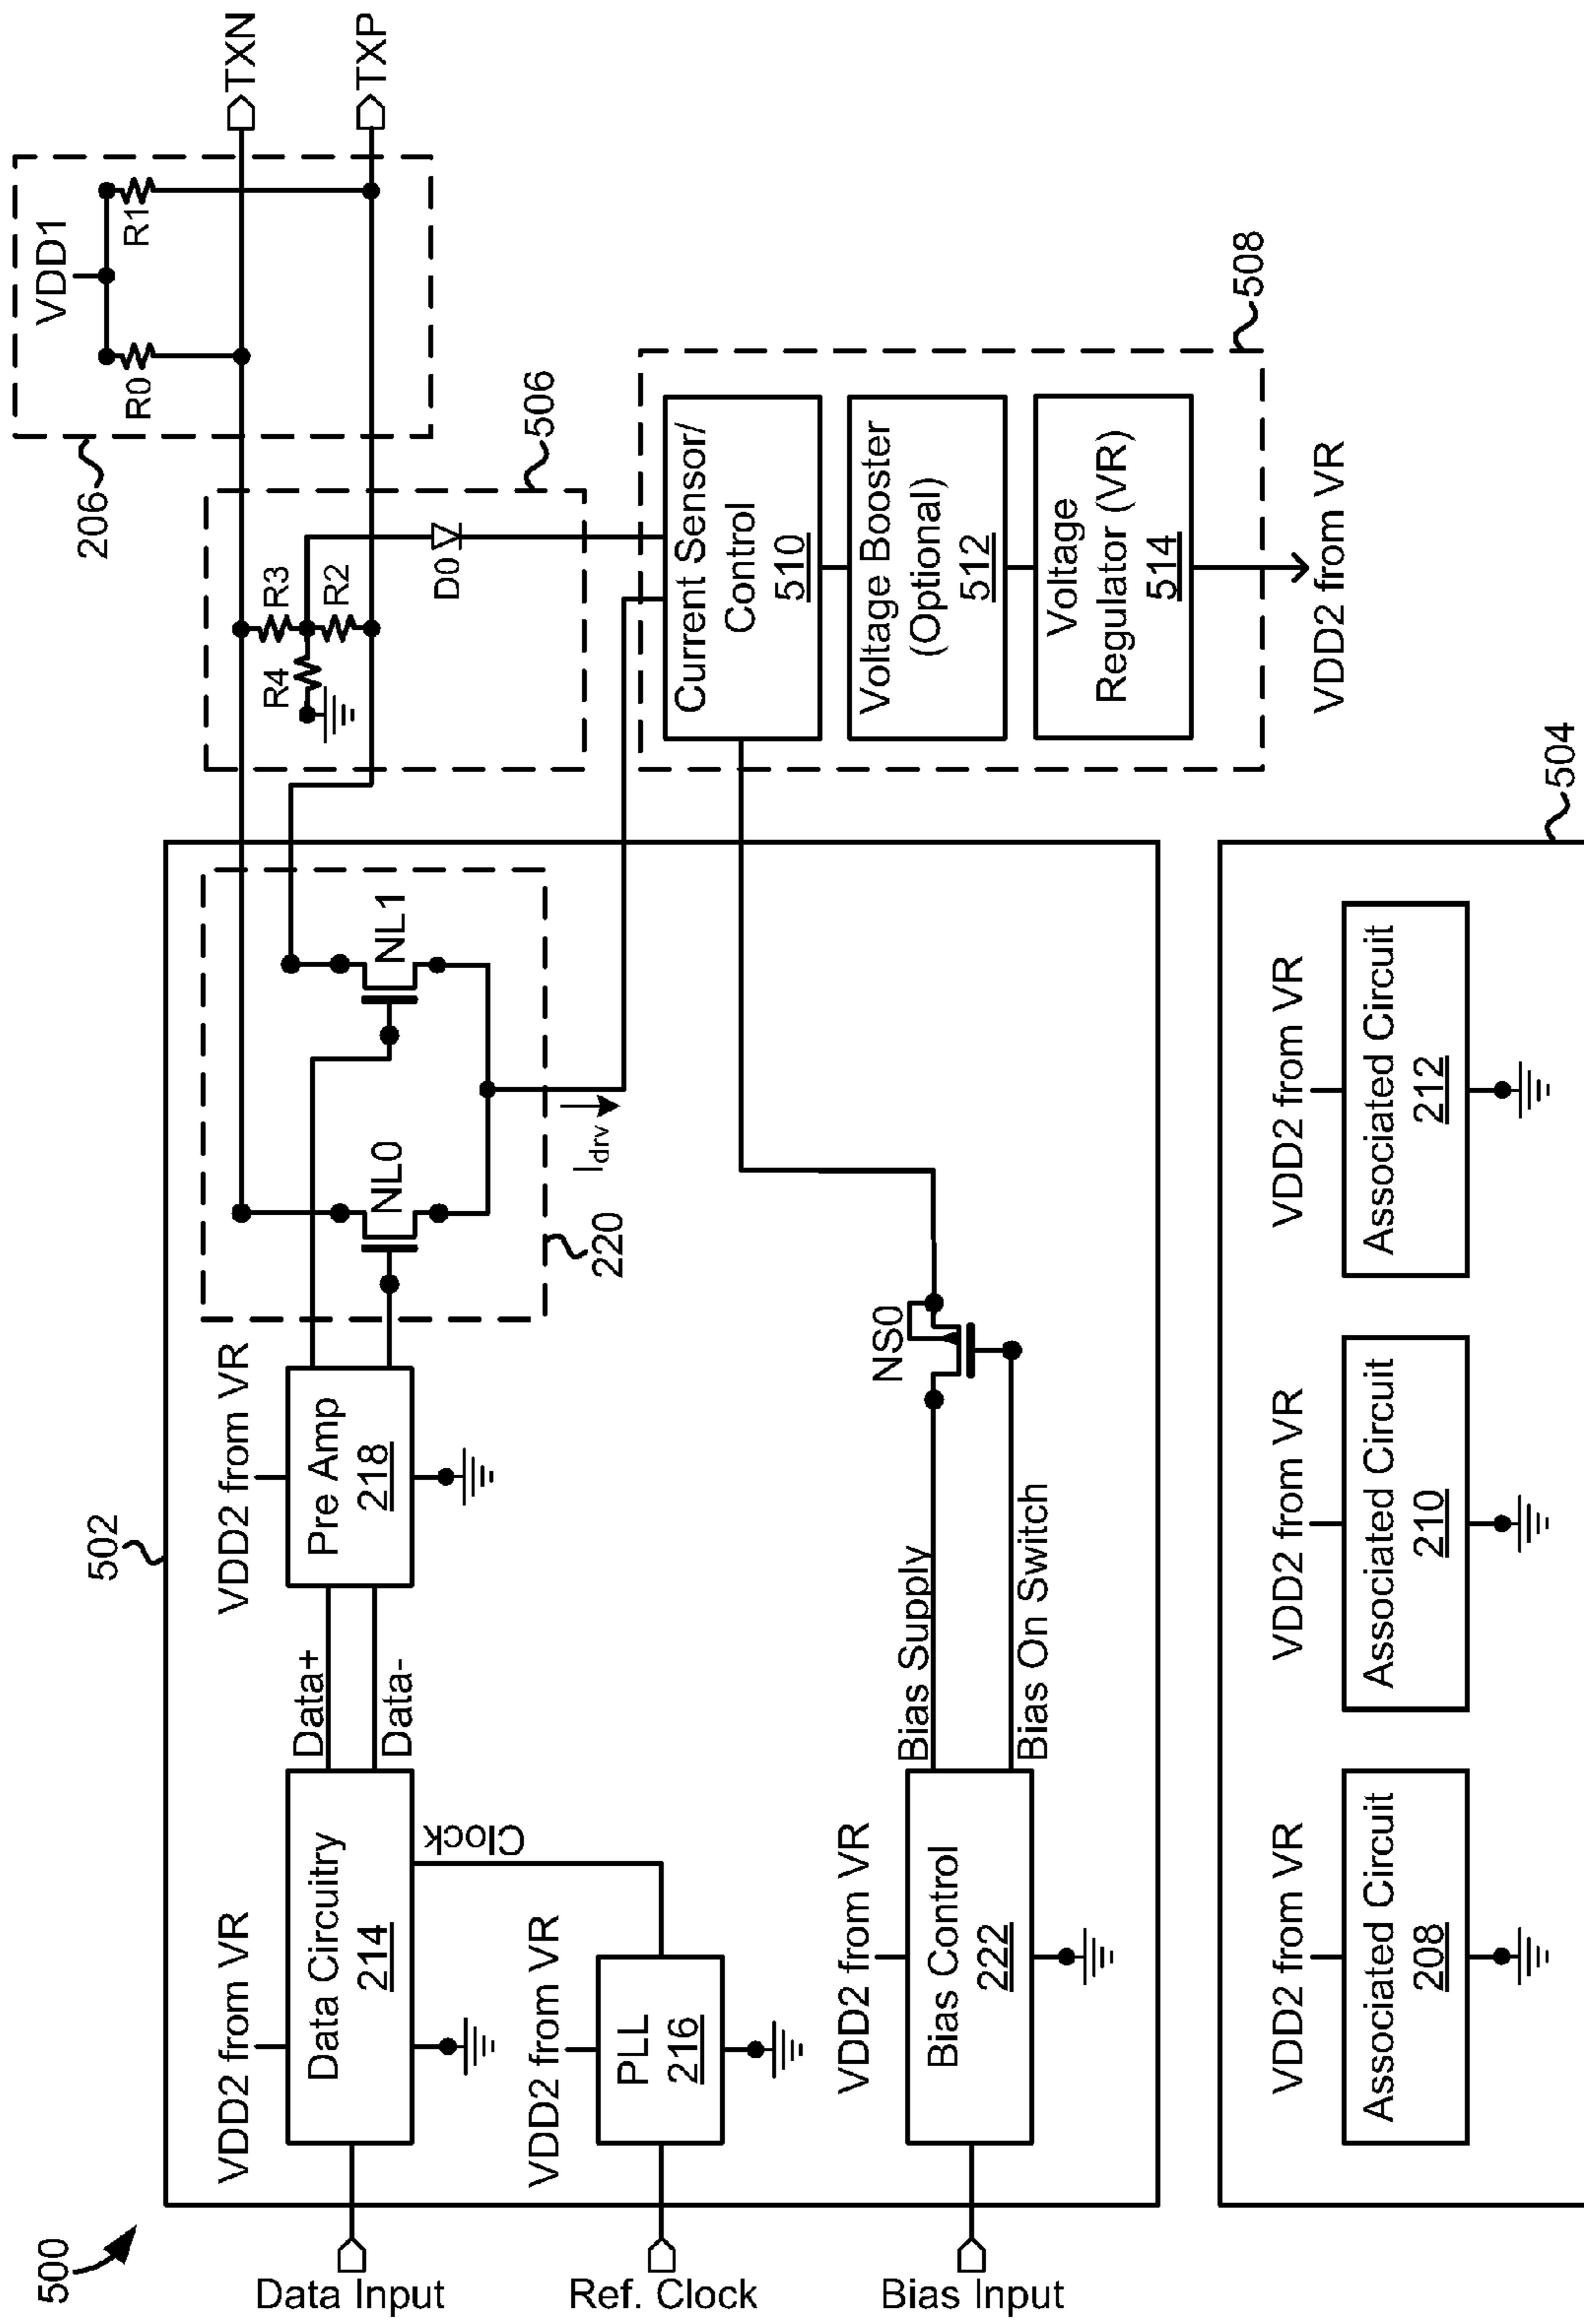 500
502
Data Input
Ref. Clock
Bias Input
VDD2 from VR
Data Circuitry
214
Clock
VDD2 from VR
PLL
216
VDD2 from VR
Bias Control
222
Data+
Data-
VDD2 from VR
Pre Amp
218
Bias Supply
Bias On Switch
NS0
NL0
NL1
220
Idrv
206
VDD1
R0
R1
TXN
TXP
506
R3
R2
R4
D0
508
Current Sensor/
Control
510
Voltage Booster
(Optional)
512
Voltage
Regulator (VR)
514
VDD2 from VR
504
VDD2 from VR
Associated Circuit
208
VDD2 from VR
Associated Circuit
210
VDD2 from VR
Associated Circuit
212